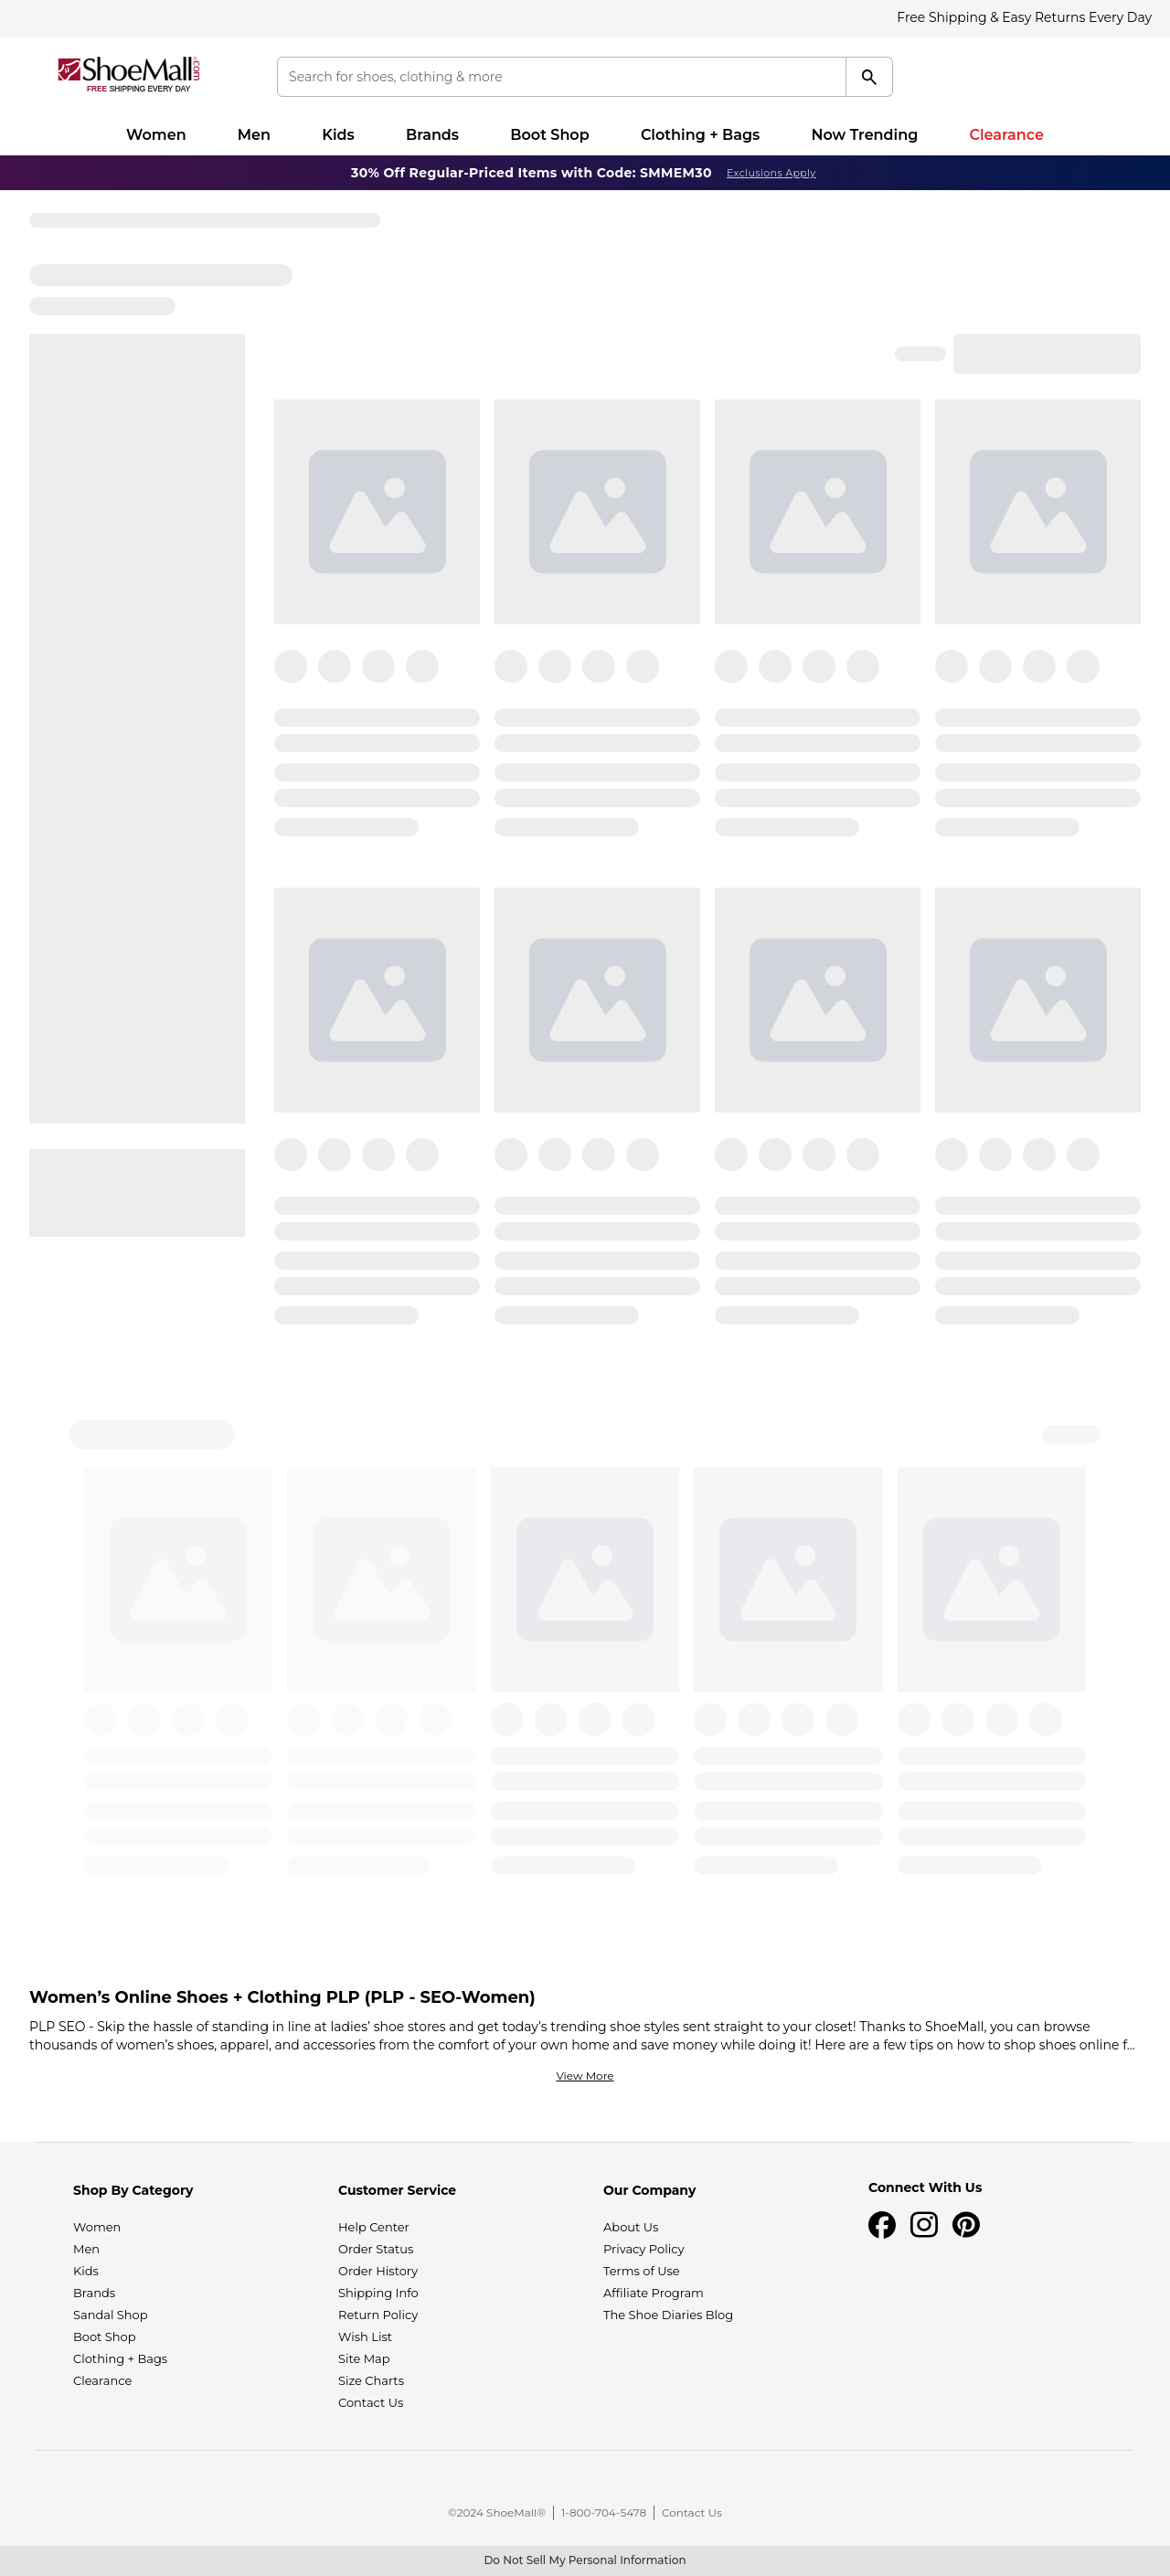 Free Shipping & Easy Returns Every Day
ShoeMall.com
FREE SHIPPING EVERY DAY
Search for shoes, clothing & more
Women Men Kids Brands Boot Shop Clothing + Bags Now Trending Clearance
30% Off Regular-Priced Items with Code: SMMEM30 Exclusions Apply
Women’s Online Shoes + Clothing PLP (PLP - SEO-Women)
PLP SEO - Skip the hassle of standing in line at ladies’ shoe stores and get today’s trending shoe styles sent straight to your closet! Thanks to ShoeMall, you can browse
thousands of women’s shoes, apparel, and accessories from the comfort of your own home and save money while doing it! Here are a few tips on how to shop shoes online f...
View More
Shop By Category
Women
Men
Kids
Brands
Sandal Shop
Boot Shop
Clothing + Bags
Clearance
Customer Service
Help Center
Order Status
Order History
Shipping Info
Return Policy
Wish List
Site Map
Size Charts
Contact Us
Our Company
About Us
Privacy Policy
Terms of Use
Affiliate Program
The Shoe Diaries Blog
Connect With Us
©2024 ShoeMall® | 1-800-704-5478 | Contact Us
Do Not Sell My Personal Information